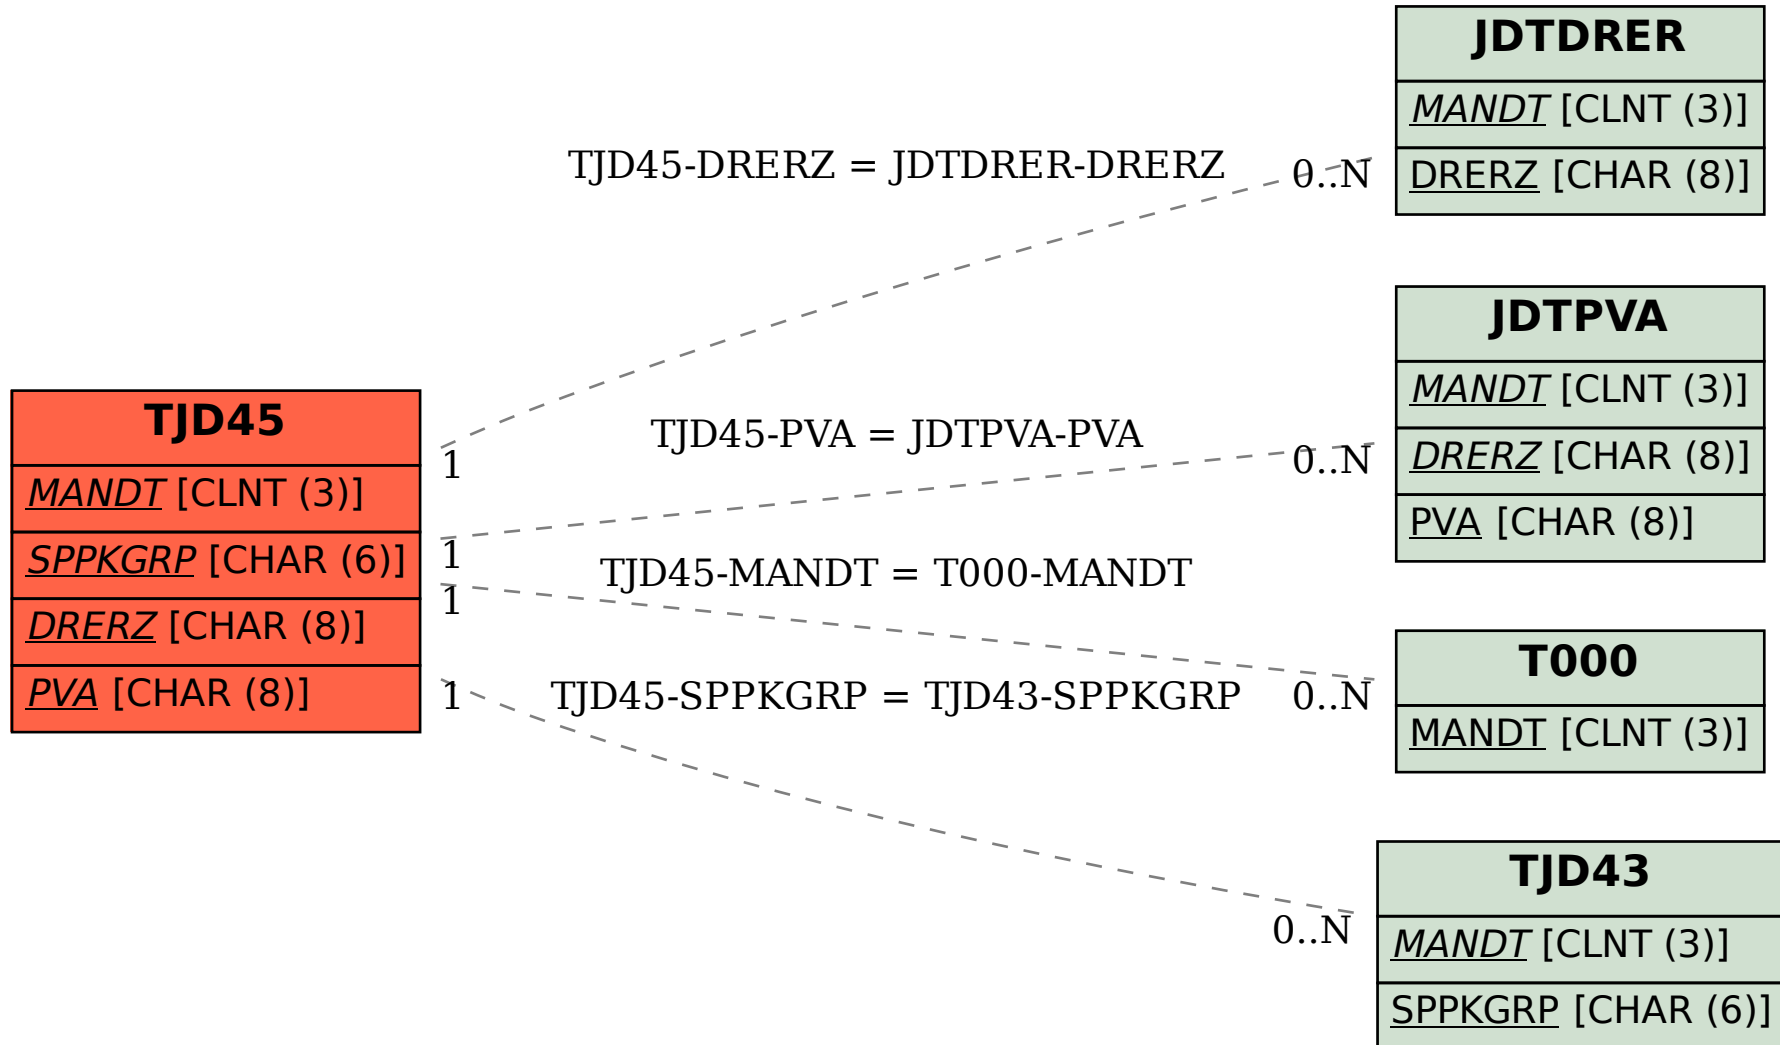 JDTDRER
MANDT [CLNT (3)]
DRERZ [CHAR (8)]
TJD45-DRERZ = JDTDRER-DRERZ
0..N
JDTPVA
MANDT [CLNT (3)]
DRERZ [CHAR (8)]
PVA [CHAR (8)]
TJD45
MANDT [CLNT (3)]
SPPKGRP [CHAR (6)]
DRERZ [CHAR (8)]
PVA [CHAR (8)]
1
TJD45-PVA = JDTPVA-PVA
0..N
1
TJD45-MANDT = T000-MANDT
1
0..N
T000
MANDT [CLNT (3)]
1
TJD45-SPPKGRP = TJD43-SPPKGRP
0..N
TJD43
MANDT [CLNT (3)]
SPPKGRP [CHAR (6)]